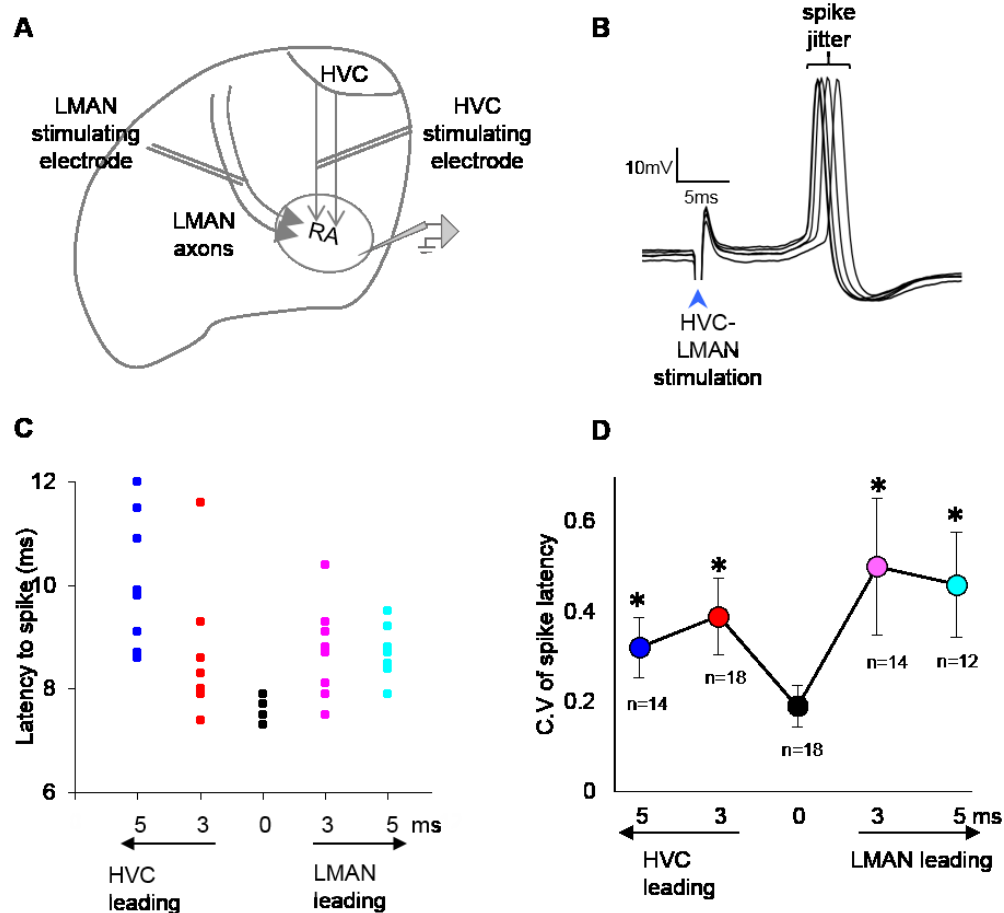 A
HVC
LMAN
stimulating
electrode
HVC
stimulating
electrode
LMAN
axons
RA
B
spike
jitter
10mV
5ms
HVC-
LMAN
stimulation
C
Latency to spike (ms)
12
10
8
6
5 3 0 3 5 ms
HVC
leading
LMAN
leading
D
C.V of spike latency
0.6
0.4
0.2
0
*
*
*
*
n=14
n=18
n=18
n=14
n=12
5 3 0 3 5 ms
HVC
leading
LMAN leading